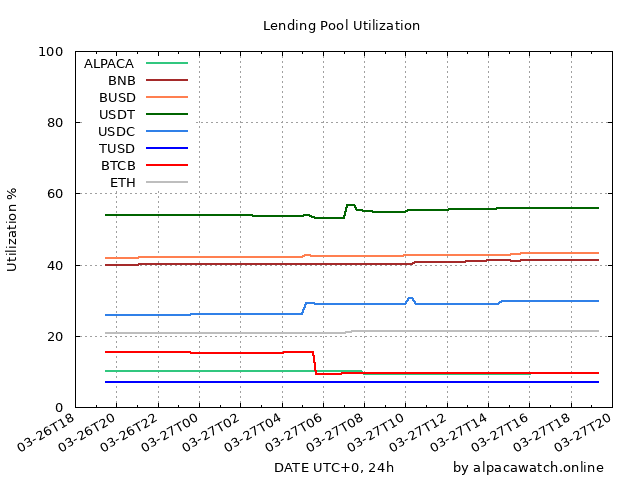 Lending Pool Utilization
Utilization %
100
80
60
40
20
0
ALPACA
BNB
BUSD
USDT
USDC
TUSD
BTCB
ETH
03-26T18
03-26T20
03-26T22
03-27T00
03-27T02
03-27T04
03-27T06
03-27T08
03-27T10
03-27T12
03-27T14
03-27T16
03-27T18
03-27T20
DATE UTC+0, 24h
by alpacawatch.online